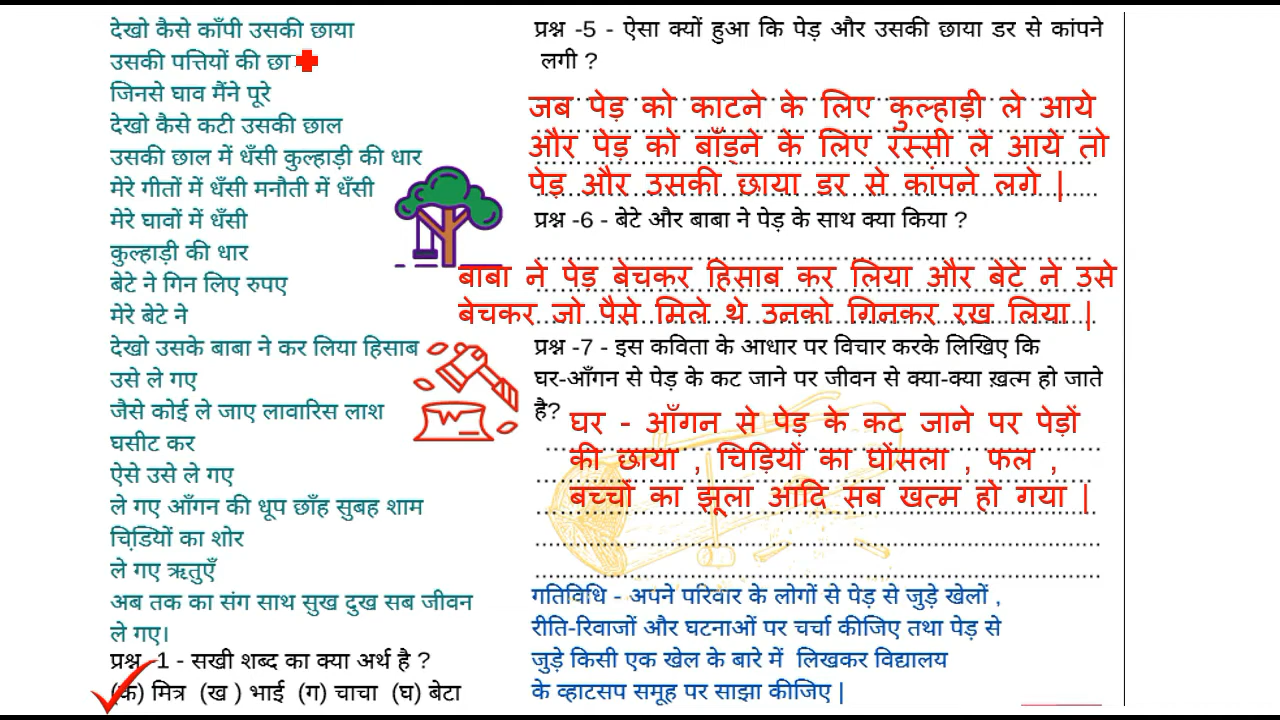 देखो कैसे काँपी उसकी छाया
उसकी पत्तियों की छा
जिनसे घाव मैंने पूरे
देखो कैसे कटी उसकी छाल
उसकी छाल में धँसी कुल्हाड़ी की धार
मेरे गीतों में धँसी मनौती में धँसी
मेरे घावों में धँसी
कुल्हाड़ी की धार
बेटे ने गिन लिए रुपए
मेरे बेटे ने
देखो उसके बाबा ने कर लिया हिसाब
उसे ले गए
जैसे कोई ले जाए लावारिस लाश
घसीट कर
ऐसे उसे ले गए
ले गए आँगन की धूप छाँह सुबह शाम
चिड़ियों का शोर
ले गए ऋतुएँ
अब तक का संग साथ सुख दुख सब जीवन
ले गए।
प्रश्न -1 - सखी शब्द का क्या अर्थ है ?
(क) मित्र (ख ) भाई (ग) चाचा (घ) बेटा
प्रश्न -5 - ऐसा क्यों हुआ कि पेड़ और उसकी छाया डर से कांपने
लगी ?
जब पेड़ को काटने के लिए कुल्हाड़ी ले आये
और पेड़ को बाँड्ने के लिए रस्सी ले आये तो
पेड़ और उसकी छाया डर से कांपने लगे |
प्रश्न -6 - बेटे और बाबा ने पेड़ के साथ क्या किया ?
बाबा ने पेड़ बेचकर हिसाब कर लिया और बेटे ने उसे
बेचकर जो पैसे मिले थे उनको गिनकर रख लिया |
प्रश्न -7 - इस कविता के आधार पर विचार करके लिखिए कि
घर-आँगन से पेड़ के कट जाने पर जीवन से क्या-क्या ख़त्म हो जाते
है?
घर - आँगन से पेड़ के कट जाने पर पेड़ों
की छाया , चिड़ियों का घोंसला , फल ,
बच्चों का झूला आदि सब खत्म हो गया |
गतिविधि - अपने परिवार के लोगों से पेड़ से जुड़े खेलों ,
रीति-रिवाजों और घटनाओं पर चर्चा कीजिए तथा पेड़ से
जुड़े किसी एक खेल के बारे में लिखकर विद्यालय
के व्हाटसप समूह पर साझा कीजिए |